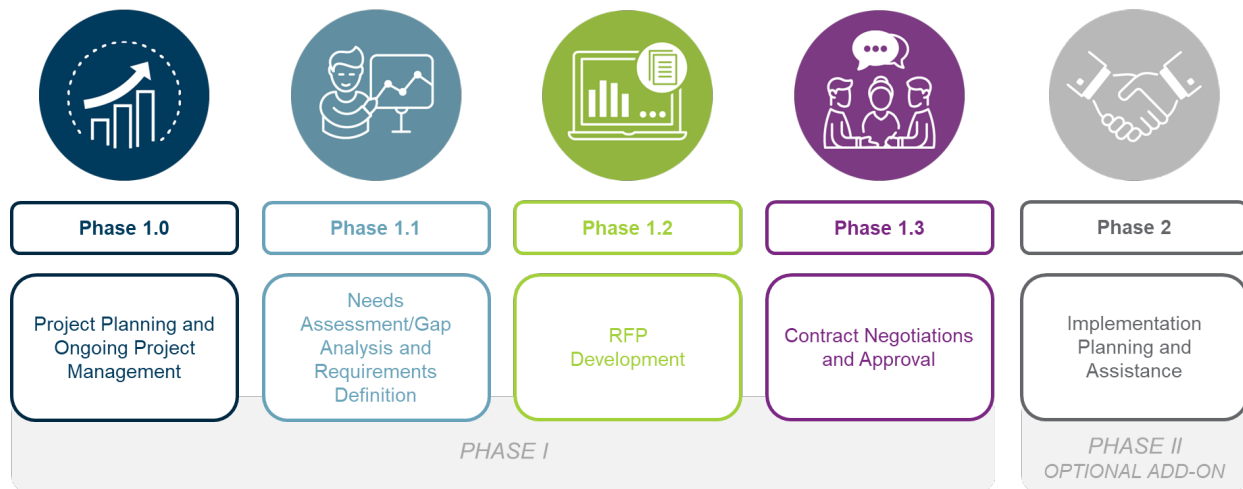 Phase 1.0
Phase 1.1
Phase 1.2
Phase 1.3
Phase 2
Project Planning and
Ongoing Project
Management
Needs
Assessment/Gap
Analysis and
Requirements
Definition
RFP
Development
Contract Negotiations
and Approval
Implementation
Planning and
Assistance
PHASE I
PHASE II
OPTIONAL ADD-ON